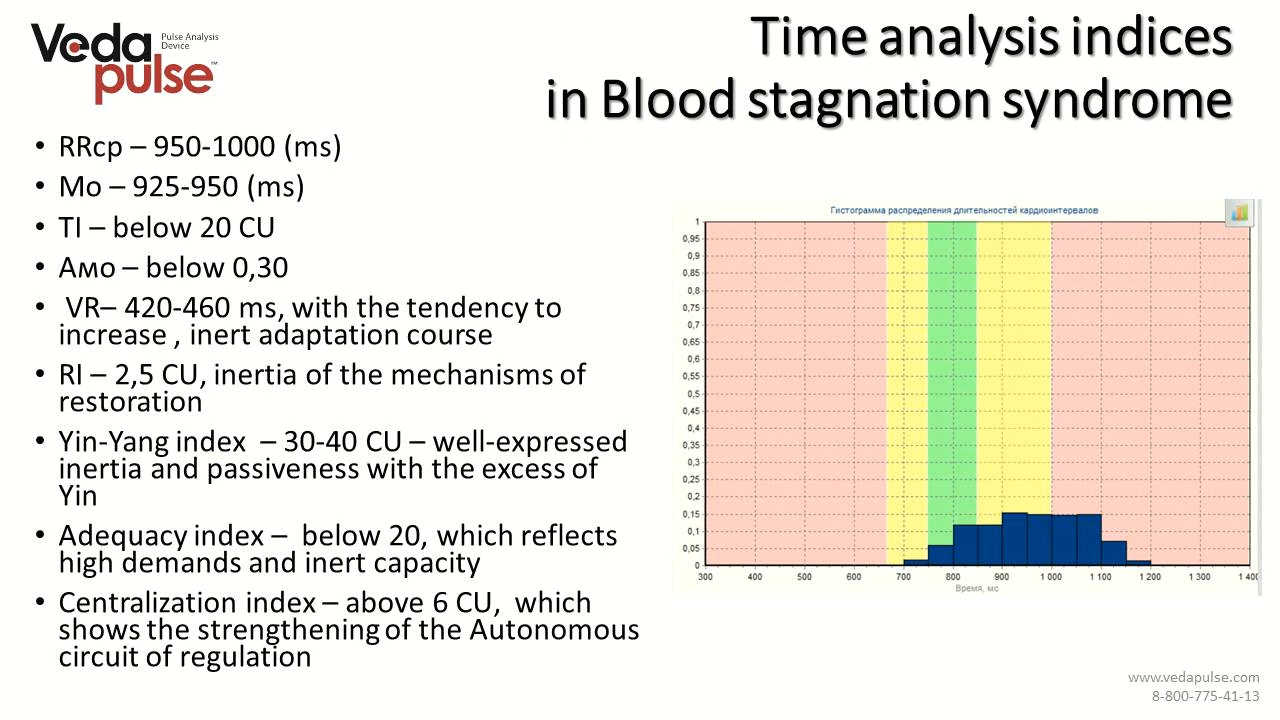 Veda
pulse™
Pulse Analysis
Device
Time analysis indices
in Blood stagnation syndrome
• RRcp – 950-1000 (ms)
• Mo – 925-950 (ms)
• TI – below 20 CU
• Амо – below 0,30
• VR– 420-460 ms, with the tendency to
increase , inert adaptation course
• RI – 2,5 CU, inertia of the mechanisms of
restoration
• Yin-Yang index – 30-40 CU – well-expressed
inertia and passiveness with the excess of
Yin
• Adequacy index – below 20, which reflects
high demands and inert capacity
• Centralization index – above 6 CU, which
shows the strengthening of the Autonomous
circuit of regulation
Гистограмма распределения длительностей кардиоинтервалов
1
0,95
0,9
0,85
0,8
0,75
0,7
0,65
0,6
0,55
0,5
0,45
0,4
0,35
0,3
0,25
0,2
0,15
0,1
0,05
0
300 400 500 600 700 800 900 1 000 1 100 1 200 1 300 1 400
Время, мс
www.vedapulse.com
8-800-775-41-13